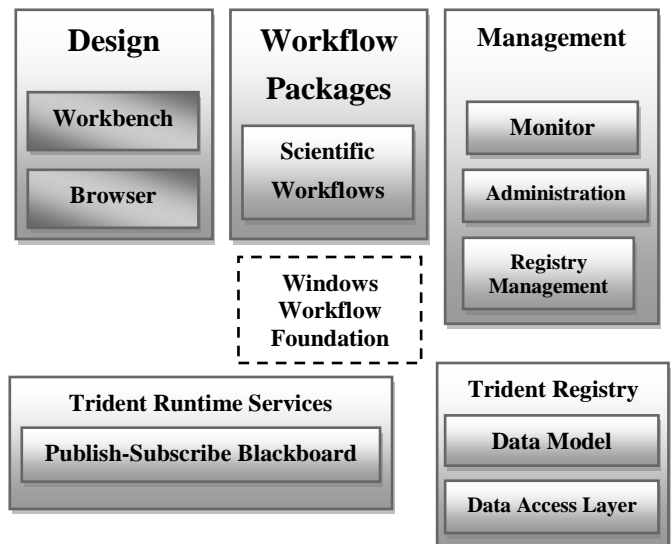 Design
Workbench
Browser
Workflow
Packages
Scientific
Workflows
Management
Monitor
Administration
Registry
Management
Windows
Workflow
Foundation
Trident Runtime Services
Publish-Subscribe Blackboard
Trident Registry
Data Model
Data Access Layer